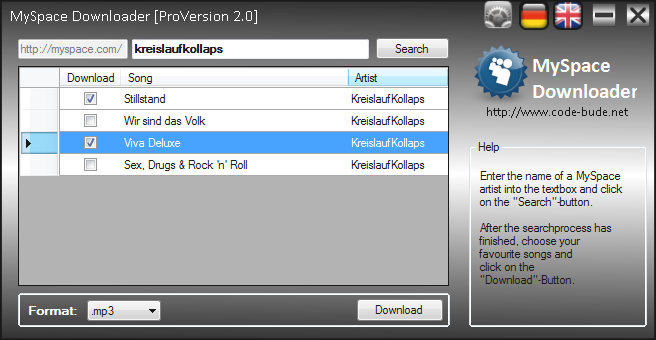 MySpace Downloader [ProVersion 2.0]
http://myspace.com/ kreislaufkollaps Search
Download Song Artist
Stillstand KreislaufKollaps
Wir sind das Volk KreislaufKollaps
Viva Deluxe KreislaufKollaps
Sex, Drugs & Rock 'n' Roll KreislaufKollaps
Format: .mp3 Download
MySpace
Downloader
http://www.code-bude.net
Help
Enter the name of a MySpace
artist into the textbox and click
on the "Search"-button.
After the searchprocess has
finished, choose your
favourite songs and
click on the
"Download"-Button.